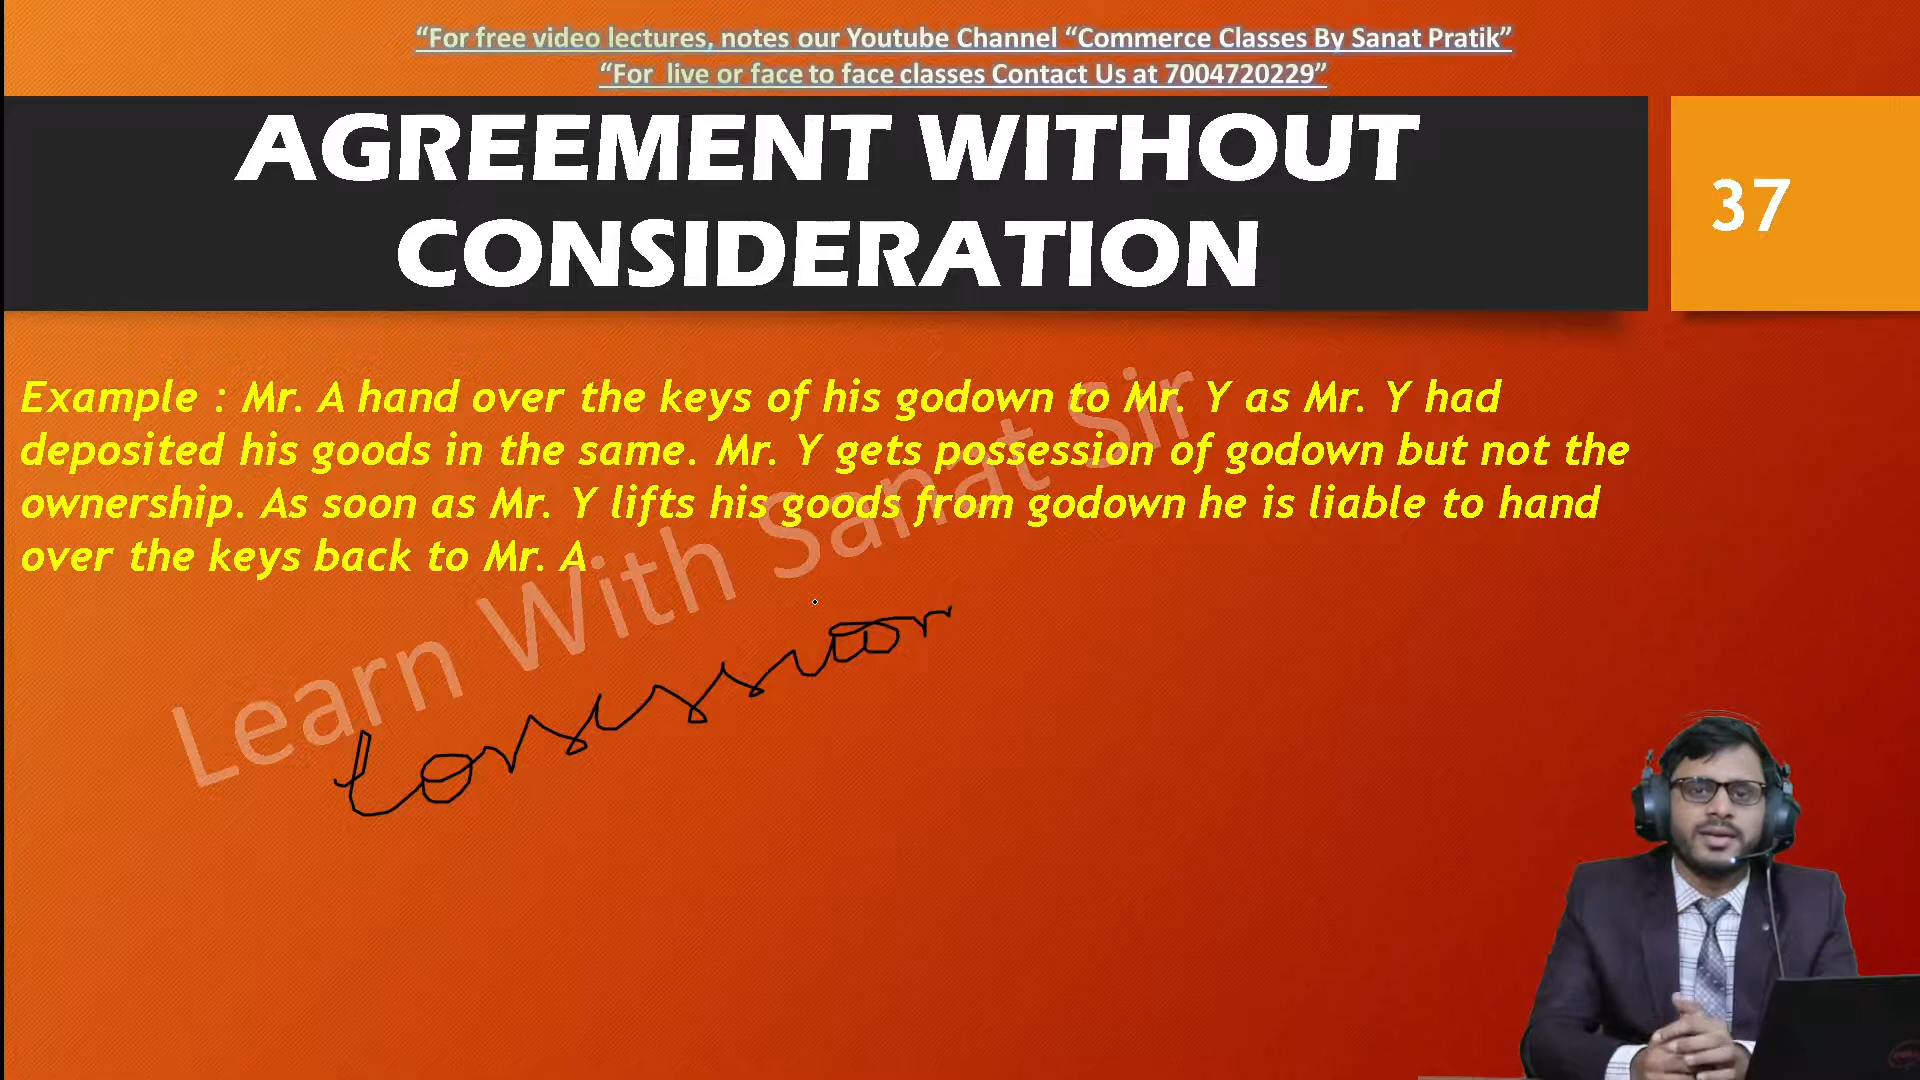 “For free video lectures, notes our Youtube Channel “Commerce Classes By Sanat Pratik”
“For live or face to face classes Contact Us at 7004720229”
AGREEMENT WITHOUT
CONSIDERATION
37
Example : Mr. A hand over the keys of his godown to Mr. Y as Mr. Y had
deposited his goods in the same. Mr. Y gets possession of godown but not the
ownership. As soon as Mr. Y lifts his goods from godown he is liable to hand
over the keys back to Mr. A
Learn With Sanat Sir